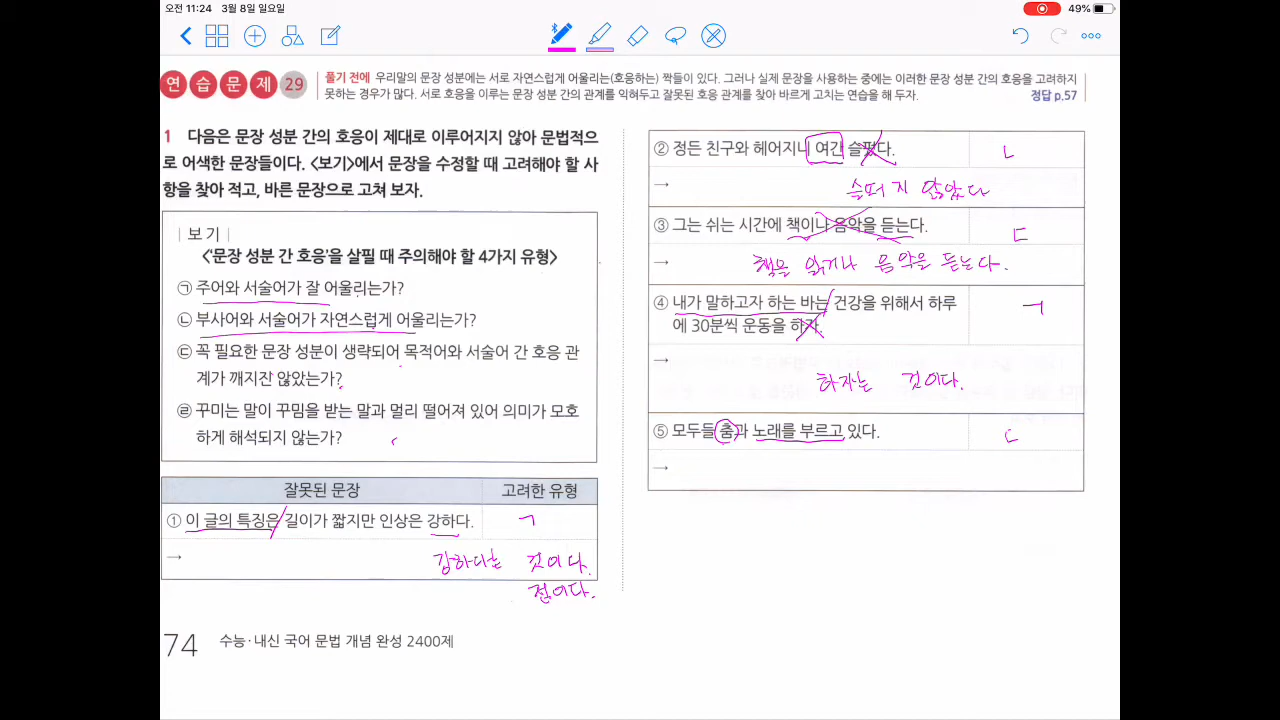 오전 11:24 3월 8일 일요일
49%
연습문제 29
풀기 전에 우리말의 문장 성분에는 서로 자연스럽게 어울리는(호응하는) 짝들이 있다. 그러나 실제 문장을 사용하는 중에는 이러한 문장 성분 간의 호응을 고려하지
못하는 경우가 많다. 서로 호응을 이루는 문장 성분 간의 관계를 익혀두고 잘못된 호응 관계를 찾아 바르게 고치는 연습을 해 두자.
정답 p.57
1 다음은 문장 성분 간의 호응이 제대로 이루어지지 않아 문법적으
로 어색한 문장들이다. <보기>에서 문장을 수정할 때 고려해야 할 사
항을 찾아 적고, 바른 문장으로 고쳐 보자.
| 보 기 |
<'문장 성분 간 호응'을 살필 때 주의해야 할 4가지 유형>
㉠ 주어와 서술어가 잘 어울리는가?
㉡ 부사어와 서술어가 자연스럽게 어울리는가?
㉢ 꼭 필요한 문장 성분이 생략되어 목적어와 서술어 간 호응 관
계가 깨지진 않았는가?
㉣ 꾸미는 말이 꾸밈을 받는 말과 멀리 떨어져 있어 의미가 모호
하게 해석되지 않는가?
잘못된 문장 고려한 유형
① 이 글의 특징은 길이가 짧지만 인상은 강하다. ㄱ
→ 강하다는 것이다.
점이다.
② 정든 친구와 헤어지니 여간 슬펐다. ㄴ
→ 슬퍼지 않았다
③ 그는 쉬는 시간에 책이나 음악을 듣는다. ㄷ
→ 책을 읽거나 음악을 듣는다.
④ 내가 말하고자 하는 바는 건강을 위해서 하루 ㄱ
에 30분씩 운동을 하자.
→
하자는 것이다.
⑤ 모두들 춤과 노래를 부르고 있다. ㄷ
→
74 수능·내신 국어 문법 개념 완성 2400제